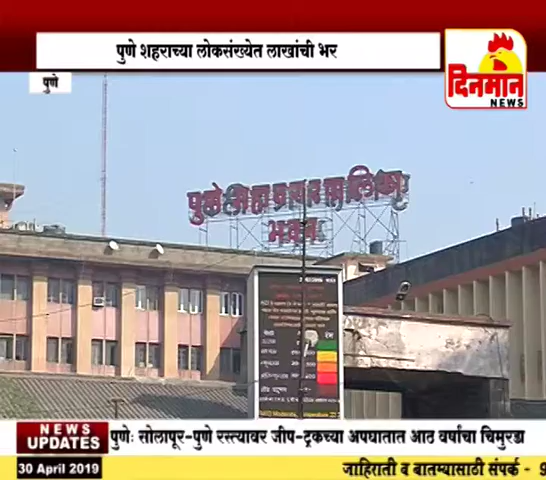 पुणे शहराच्या लोकसंख्येत लाखांची भर
दिनमान
NEWS
पुणे
पुणे महानगरपालिका
भवन
NEWS
UPDATES
पुणेः सोलापूर-पुणे रस्त्यावर जीप-ट्रकच्या अपघातात आठ वर्षाचा चिमुरडा
30 April 2019
जाहिराती व बातम्यासाठी संपर्क - 9